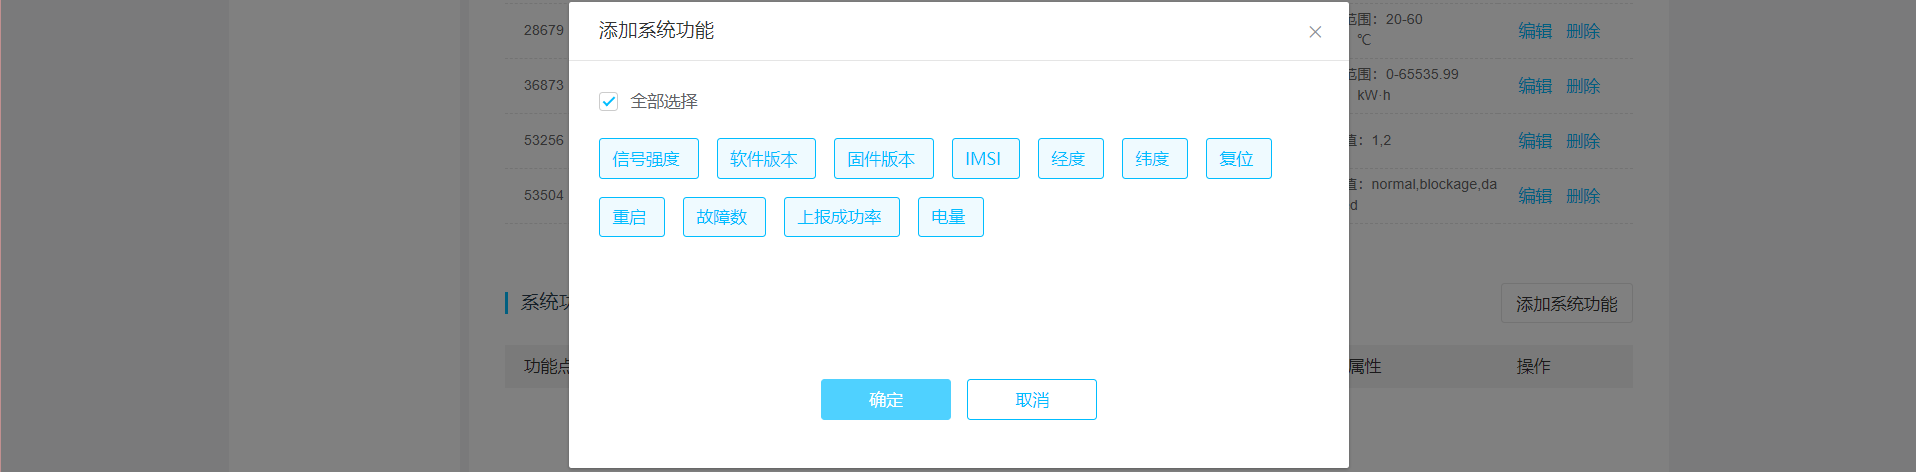 添加系统功能
28679
范围：20-60
℃
编辑 删除
全部选择
36873
范围：0-65535.99
kW·h
编辑 删除
信号强度 软件版本 固件版本 IMSI 经度 纬度 复位
53256
值：1,2
编辑 删除
重启 故障数 上报成功率 电量
53504
值：normal,blockage,da
d
编辑 删除
系统功
添加系统功能
功能点
属性
操作
确定 取消